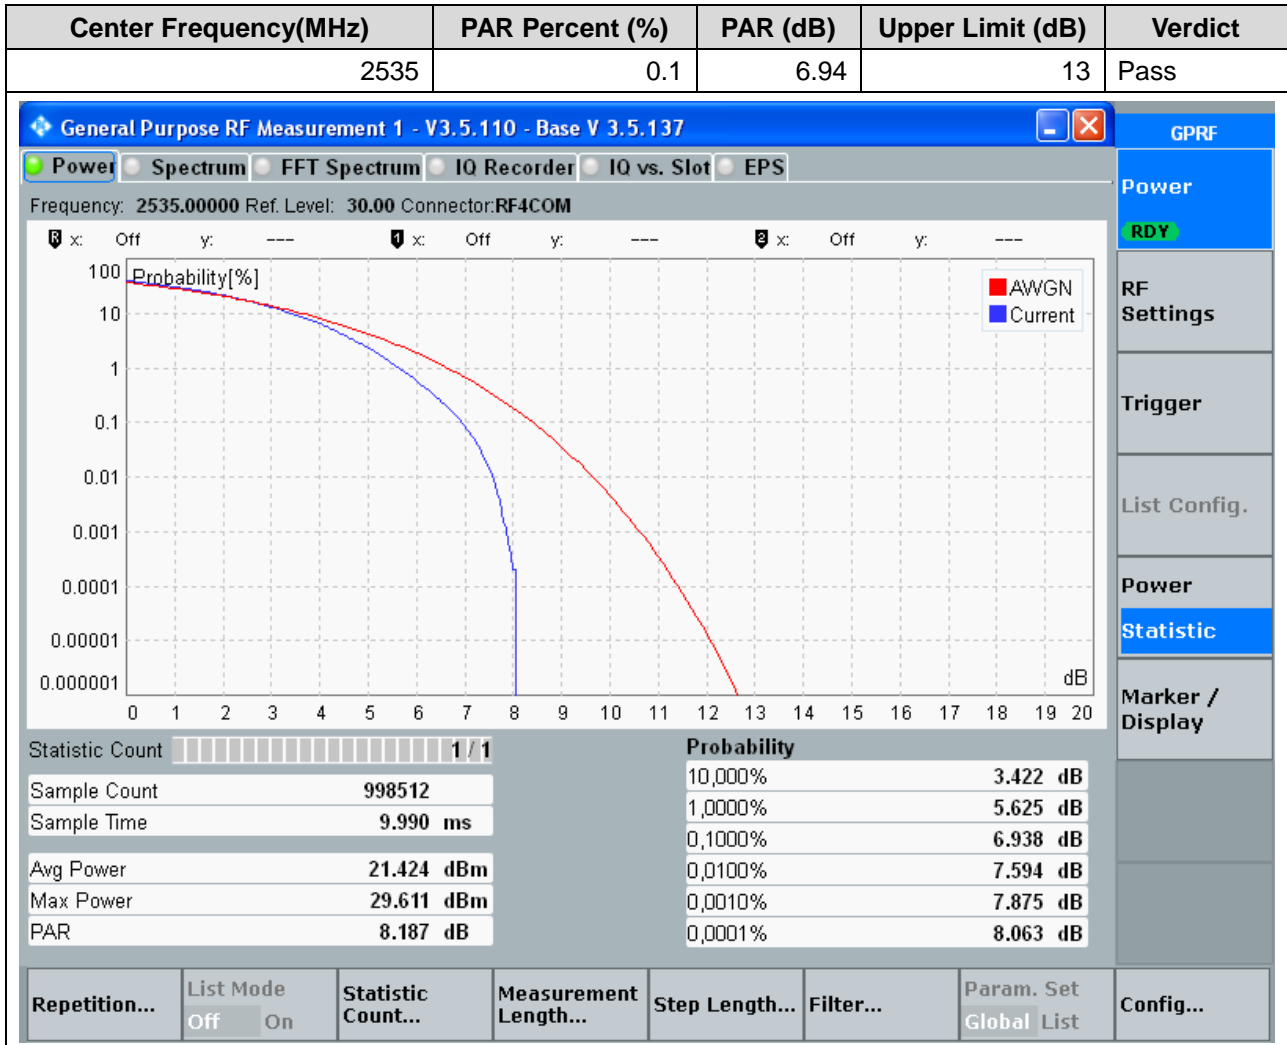 Center Frequency(MHz) PAR Percent (%) PAR (dB) Upper Limit (dB) Verdict
2535 0.1 6.94 13 Pass
General Purpose RF Measurement 1 - V3.5.110 - Base V 3.5.137
GPRF
Power Spectrum FFT Spectrum IQ Recorder IQ vs. Slot EPS
Frequency: 2535.00000 Ref. Level: 30.00 Connector:RF4COM
R x: Off y: --- 1 x: Off y: --- 2 x: Off y: ---
Probability[%]
AWGN
Current
100
10
1
0.1
0.01
0.001
0.0001
0.00001
0.000001
dB
0 1 2 3 4 5 6 7 8 9 10 11 12 13 14 15 16 17 18 19 20
Statistic Count 1 / 1
Sample Count 998512
Sample Time 9.990 ms
Avg Power 21.424 dBm
Max Power 29.611 dBm
PAR 8.187 dB
Probability
10,000% 3.422 dB
1,0000% 5.625 dB
0,1000% 6.938 dB
0,0100% 7.594 dB
0,0010% 7.875 dB
0,0001% 8.063 dB
Power
RDY
RF
Settings
Trigger
List Config.
Power
Statistic
Marker /
Display
Repetition...
List Mode
Off On
Statistic
Count...
Measurement
Length...
Step Length...
Filter...
Param. Set
Global List
Config...